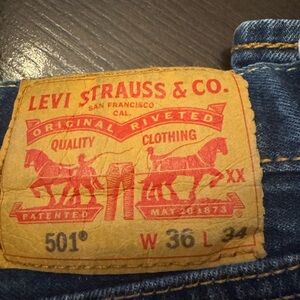 LEVI STRAUSS & CO.
SAN FRANCISCO
CAL.
ORIGINAL RIVETED
QUALITY CLOTHING
XX
PATENTED MAY 20 1873
501® W 36 L 34